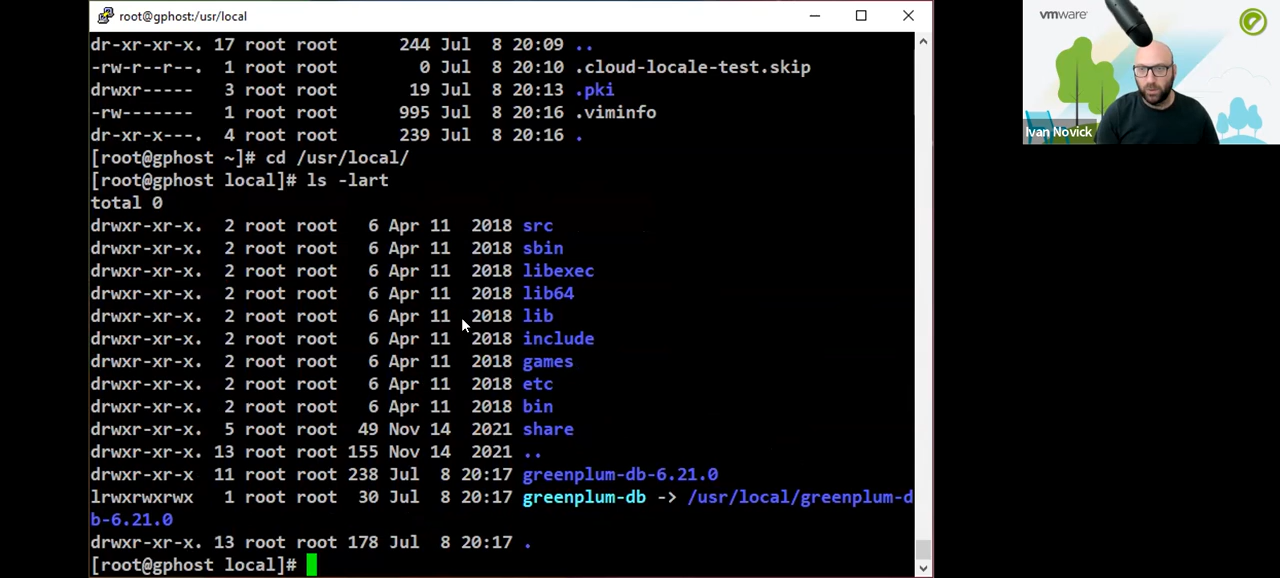 root@gphost:/usr/local
dr-xr-xr-x. 17 root root 244 Jul 8 20:09 ..
-rw-r--r--. 1 root root 0 Jul 8 20:10 .cloud-locale-test.skip
drwxr----- 3 root root 19 Jul 8 20:13 .pki
-rw------- 1 root root 995 Jul 8 20:16 .viminfo
dr-xr-x---. 4 root root 239 Jul 8 20:16 .
[root@gphost ~]# cd /usr/local/
[root@gphost local]# ls -lart
total 0
drwxr-xr-x. 2 root root 6 Apr 11 2018 src
drwxr-xr-x. 2 root root 6 Apr 11 2018 sbin
drwxr-xr-x. 2 root root 6 Apr 11 2018 libexec
drwxr-xr-x. 2 root root 6 Apr 11 2018 lib64
drwxr-xr-x. 2 root root 6 Apr 11 2018 lib
drwxr-xr-x. 2 root root 6 Apr 11 2018 include
drwxr-xr-x. 2 root root 6 Apr 11 2018 games
drwxr-xr-x. 2 root root 6 Apr 11 2018 etc
drwxr-xr-x. 2 root root 6 Apr 11 2018 bin
drwxr-xr-x. 5 root root 49 Nov 14 2021 share
drwxr-xr-x. 13 root root 155 Nov 14 2021 ..
drwxr-xr-x 11 root root 238 Jul 8 20:17 greenplum-db-6.21.0
lrwxrwxrwx 1 root root 30 Jul 8 20:17 greenplum-db -> /usr/local/greenplum-d
b-6.21.0
drwxr-xr-x. 13 root root 178 Jul 8 20:17 .
[root@gphost local]#
vmware
Ivan Novick